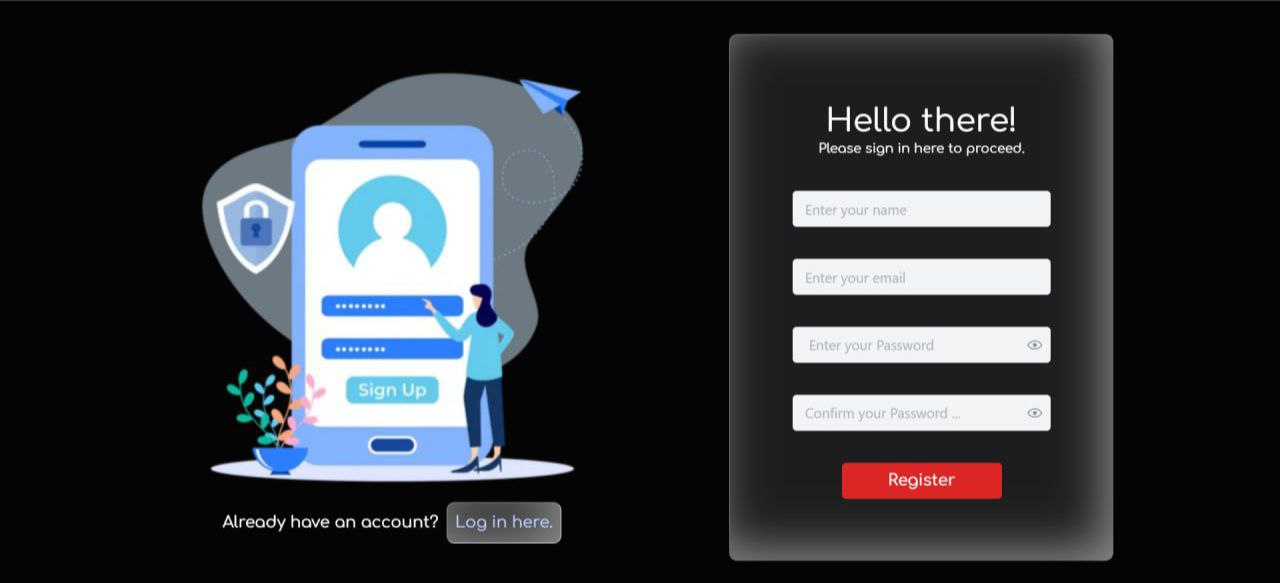 Sign Up
Already have an account? Log in here.
Hello there!
Please sign in here to proceed.
Enter your name
Enter your email
Enter your Password
Confirm your Password ...
Register